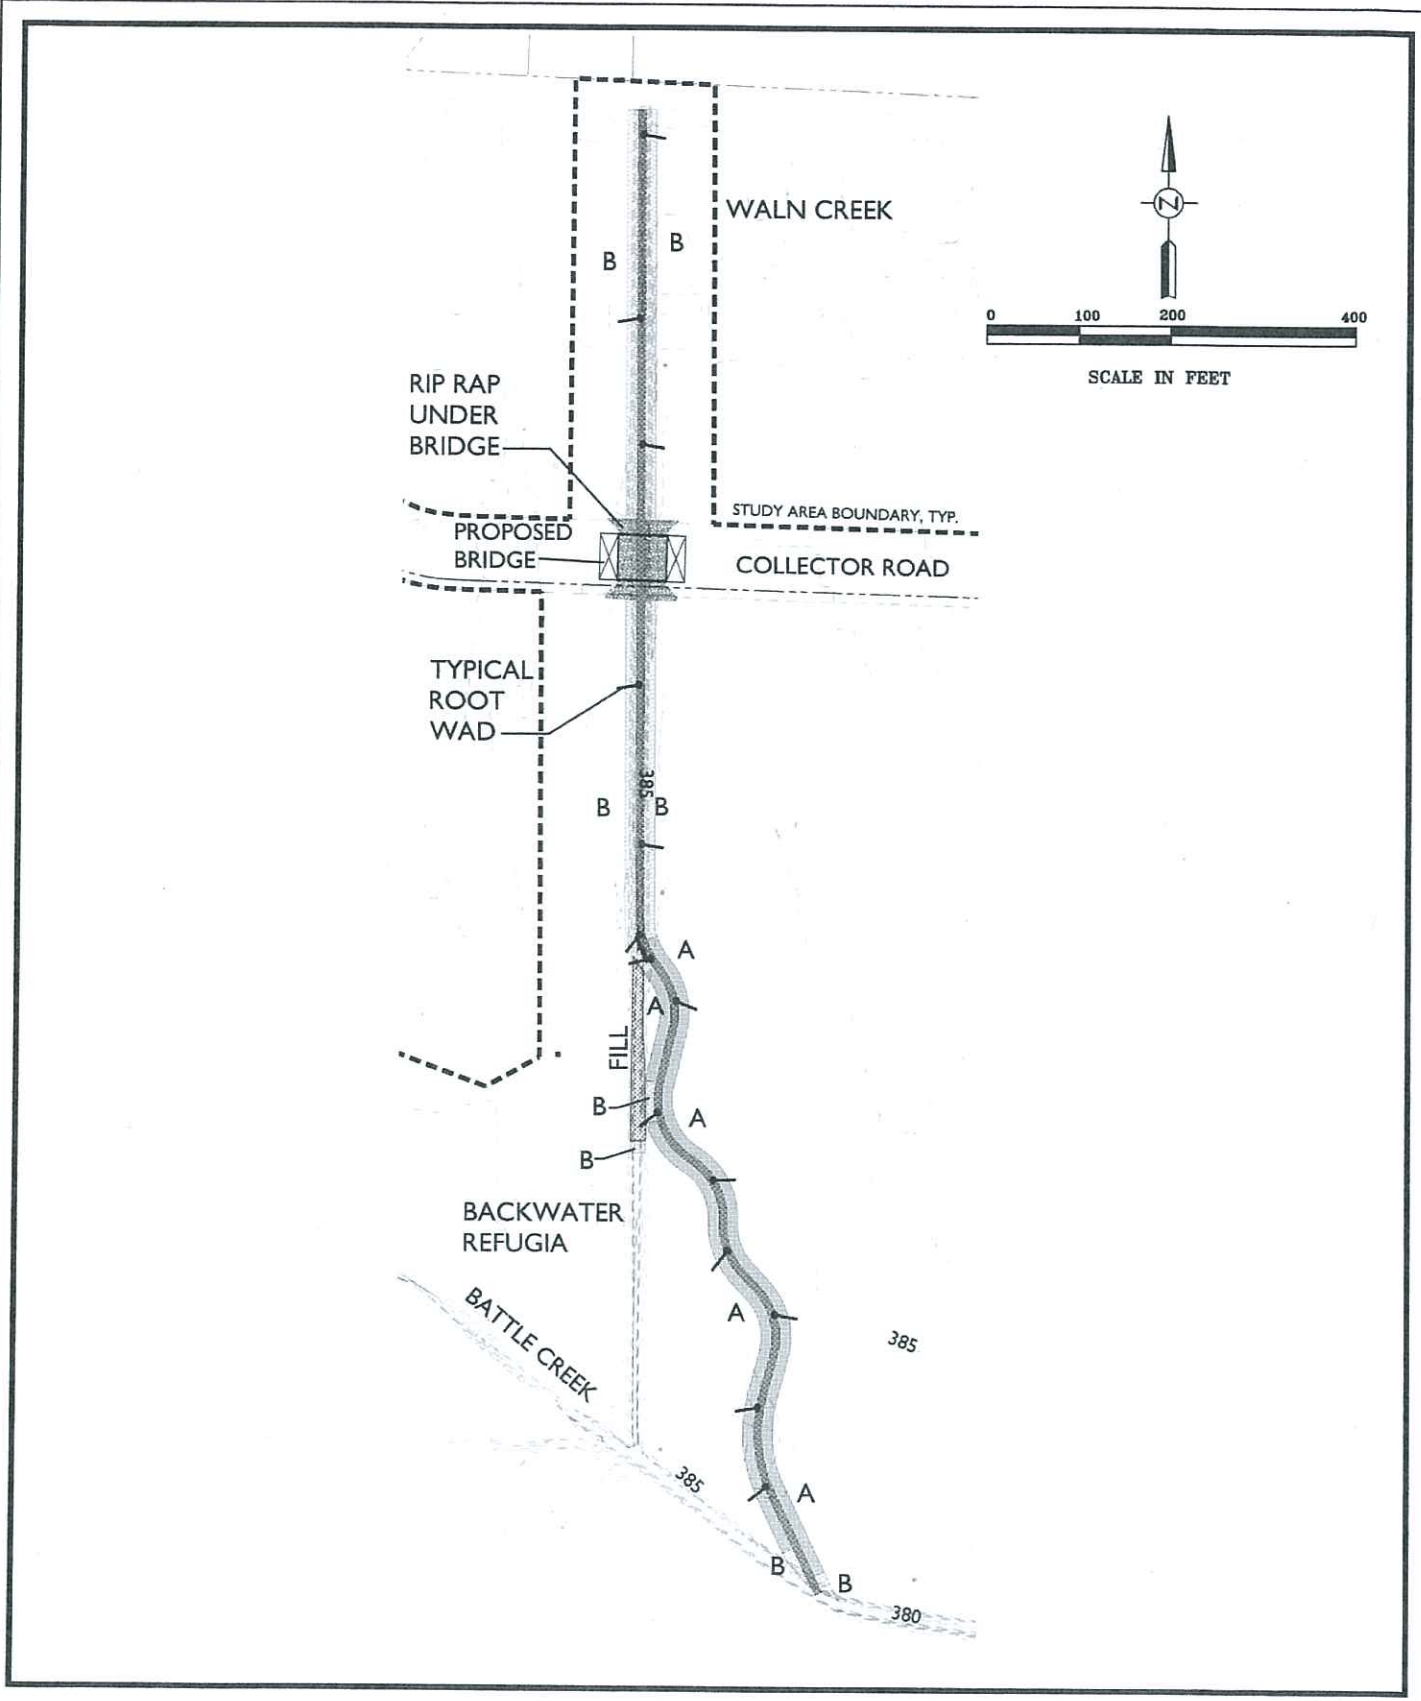 WALN CREEK
B
B
Z
0 100 200 400
SCALE IN FEET
RIP RAP
UNDER
BRIDGE
STUDY AREA BOUNDARY, TYP.
PROPOSED
BRIDGE
COLLECTOR ROAD
TYPICAL
ROOT
WAD
385
B
B
A
A
FILL
B
A
B
BACKWATER
REFUGIA
BATTLE CREEK
A
385
385
A
B
B
380